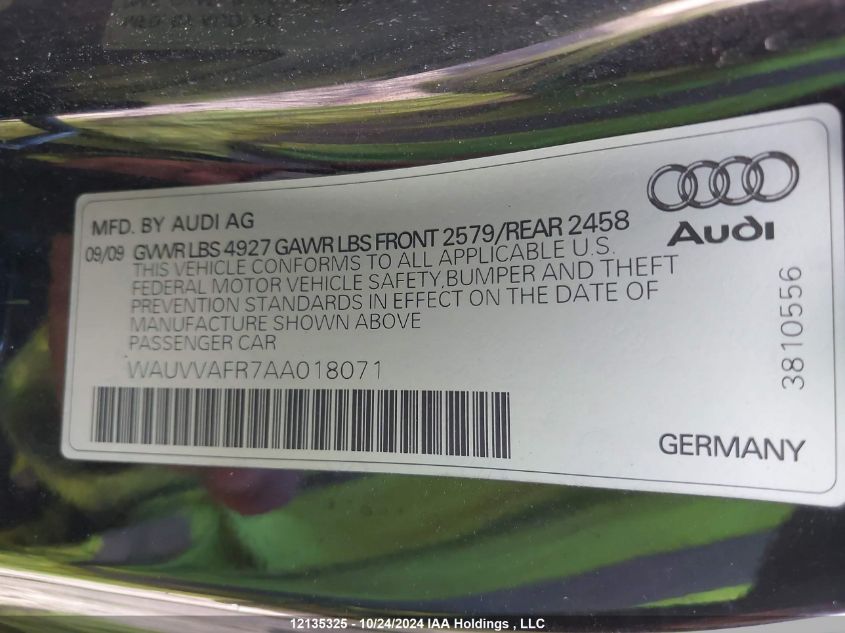 MFD. BY AUDI AG
09/09 GVWR LBS 4927 GAWR LBS FRONT 2579/REAR 2458
THIS VEHICLE CONFORMS TO ALL APPLICABLE U.S.
FEDERAL MOTOR VEHICLE SAFETY,BUMPER AND THEFT
PREVENTION STANDARDS IN EFFECT ON THE DATE OF
MANUFACTURE SHOWN ABOVE
PASSENGER CAR
WAUVVAFR7AA018071
Audi
3810556
GERMANY
12135325 - 10/24/2024 IAA Holdings , LLC